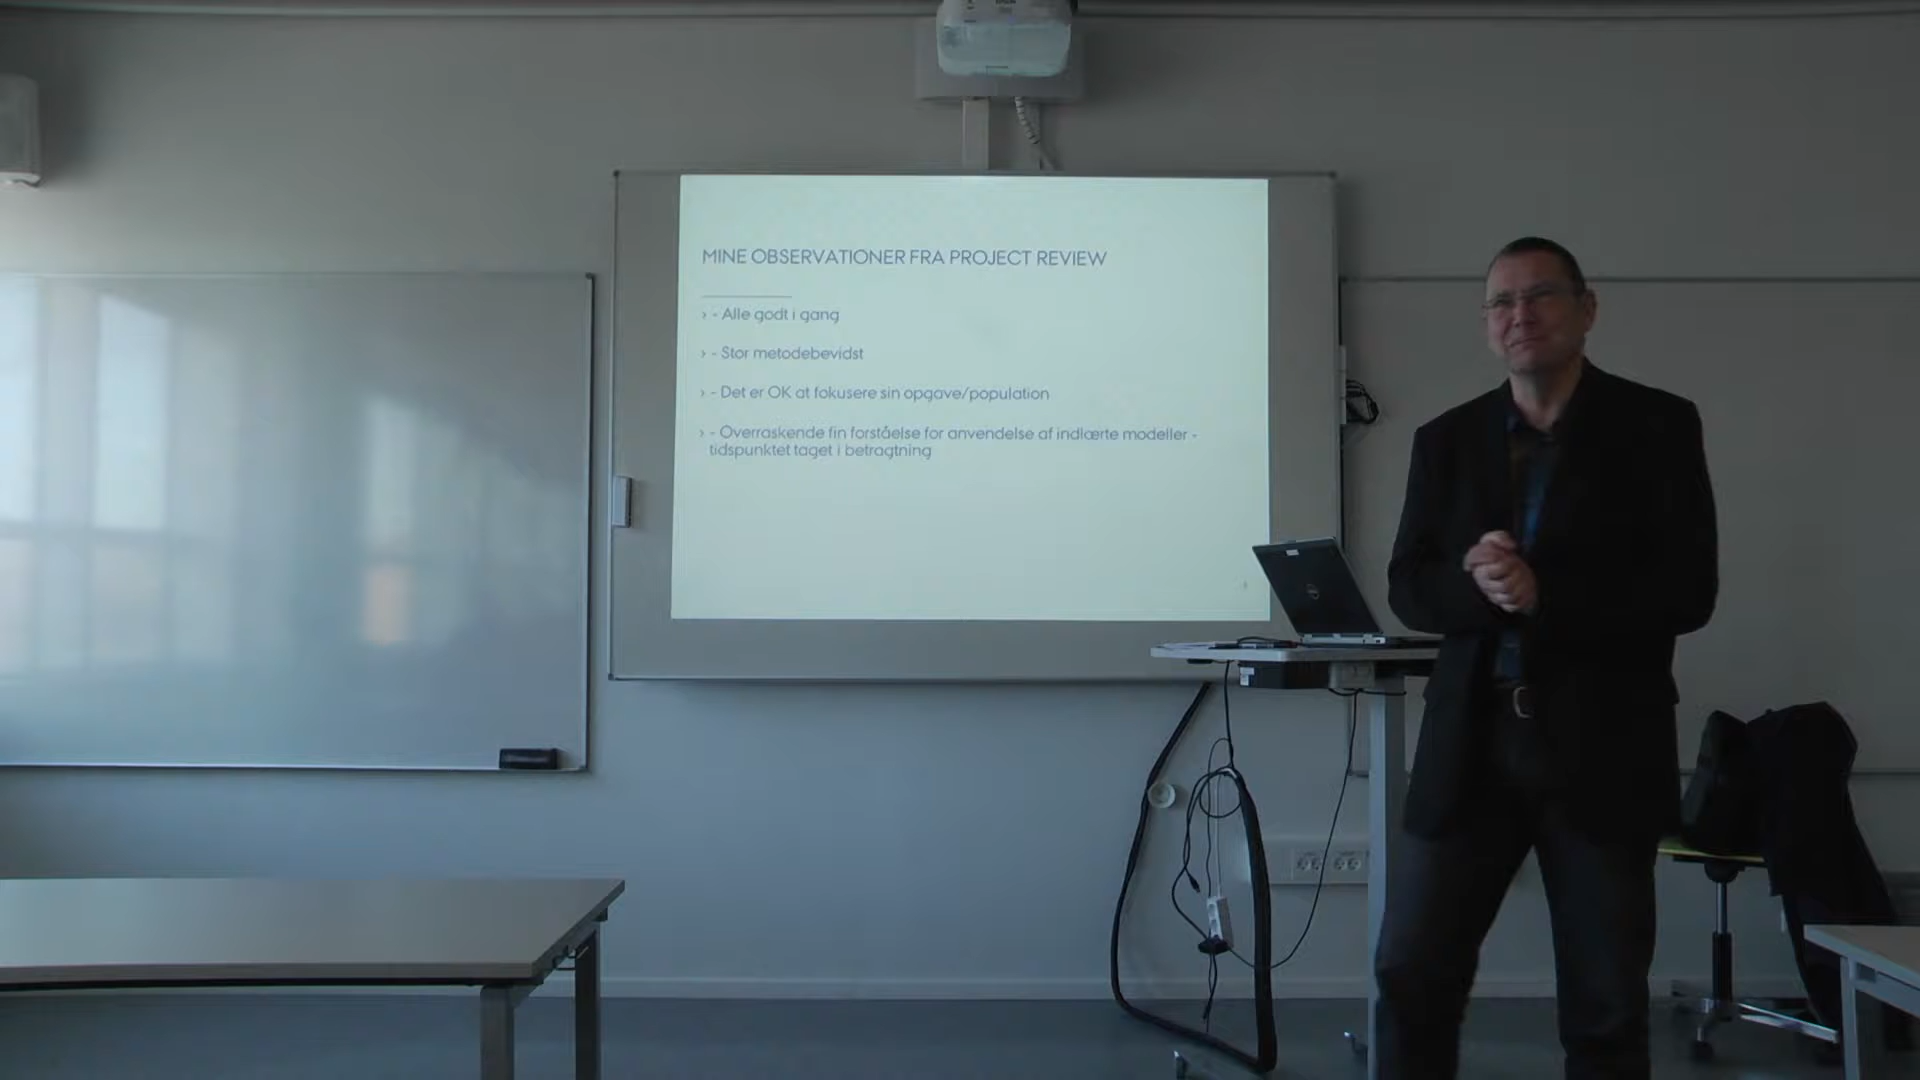 MINE OBSERVATIONER FRA PROJECT REVIEW
› - Alle godt i gang
› - Stor metodebevidst
› - Det er OK at fokusere sin opgave/population
› - Overraskende fin forståelse for anvendelse af indlærte modeller -
tidspunktet taget i betragtning